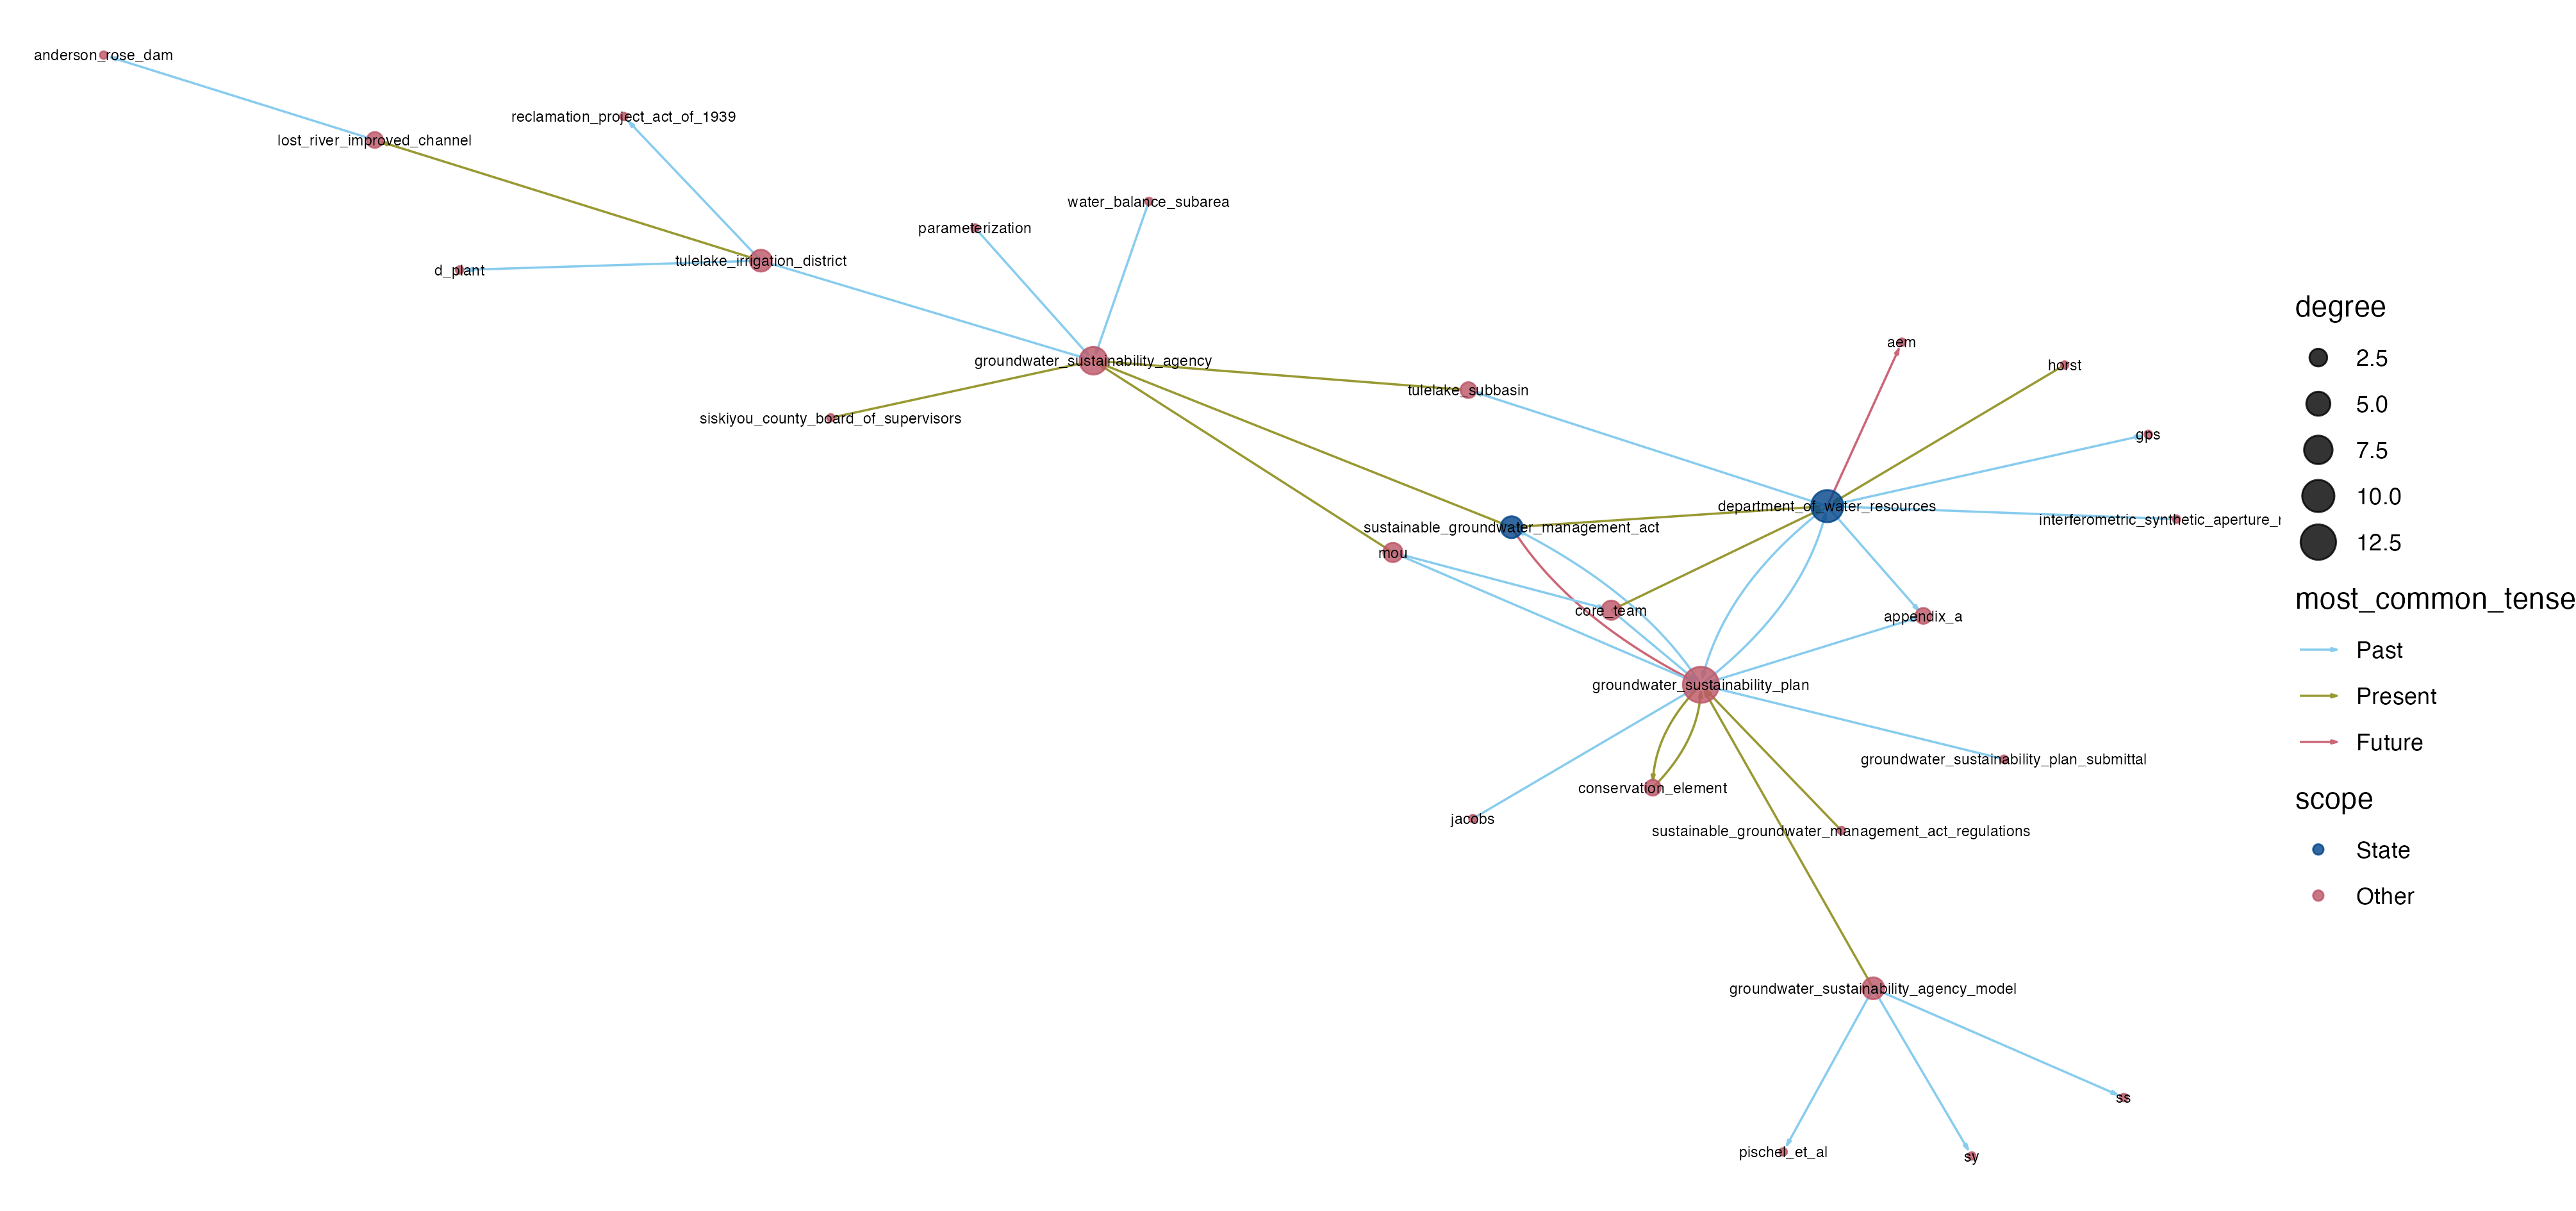 anderson_rose_dam
reclamation_project_act_of_1939
lost_river_improved_channel
water_balance_subarea
parameterization
tulelake_irrigation_district
d_plant
groundwater_sustainability_agency
aem
horst
tulelake_subbasin
siskiyou_county_board_of_supervisors
gps
department_of_water_resources
interferometric_synthetic_aperture_r
sustainable_groundwater_management_act
mou
core_team
appendix_a
groundwater_sustainability_plan
groundwater_sustainability_plan_submittal
conservation_element
jacobs
sustainable_groundwater_management_act_regulations
groundwater_sustainability_agency_model
ss
pischel_et_al
sy
degree
2.5
5.0
7.5
10.0
12.5
most_common_tense
Past
Present
Future
scope
State
Other